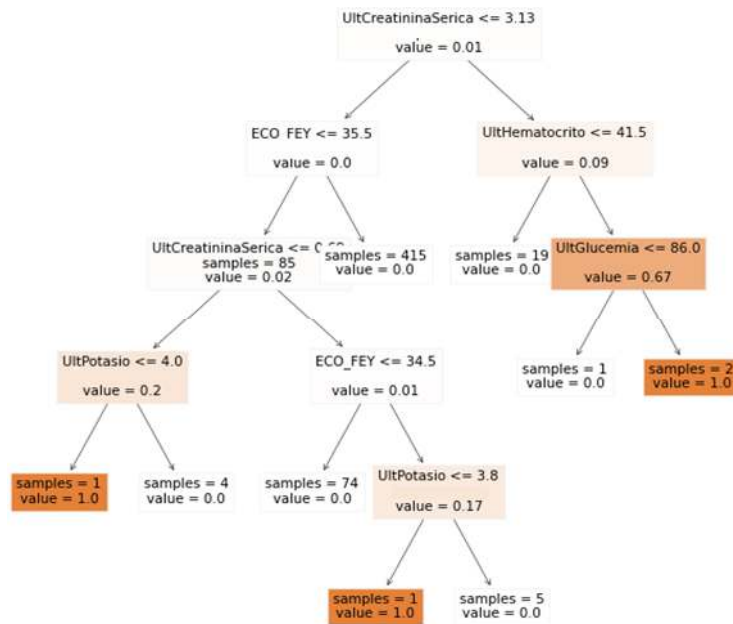 UltCreatininaSerica <= 3.13
value = 0.01
ECO_FEY <= 35.5
value = 0.0
UltHematocrito <= 41.5
value = 0.09
UltCreatininaSerica <=
samples = 85
value = 0.02
samples = 415
value = 0.0
samples = 19
value = 0.0
UltGlucemia <= 86.0
value = 0.67
UltPotasio <= 4.0
value = 0.2
ECO_FEY <= 34.5
value = 0.01
samples = 1
value = 0.0
samples = 2
value = 1.0
samples = 1
value = 1.0
samples = 4
value = 0.0
samples = 74
value = 0.0
UltPotasio <= 3.8
value = 0.17
samples = 1
value = 1.0
samples = 5
value = 0.0